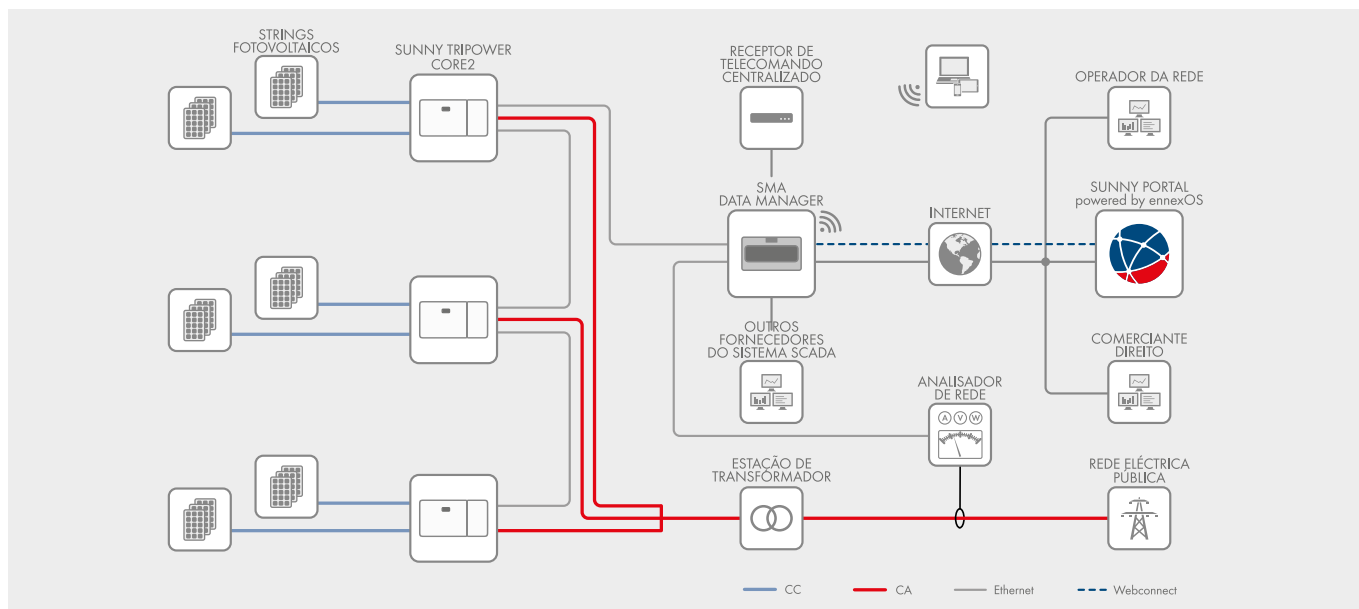 STRINGS
FOTOVOLTAICOS
SUNNY TRIPOWER
CORE2
RECEPTOR DE
TELECOMANDO
CENTRALIZADO
OPERADOR DA REDE
SMA
DATA MANAGER
INTERNET
SUNNY PORTAL
powered by ennexOS
OUTROS
FORNECEDORES
DO SISTEMA SCADA
COMERCIANTE
DIREITO
ANALISADOR
DE REDE
A V W
ESTAÇÃO DE
TRANSFORMADOR
REDE ELÉCTRICA
PÚBLICA
CC
CA
Ethernet
Webconnect